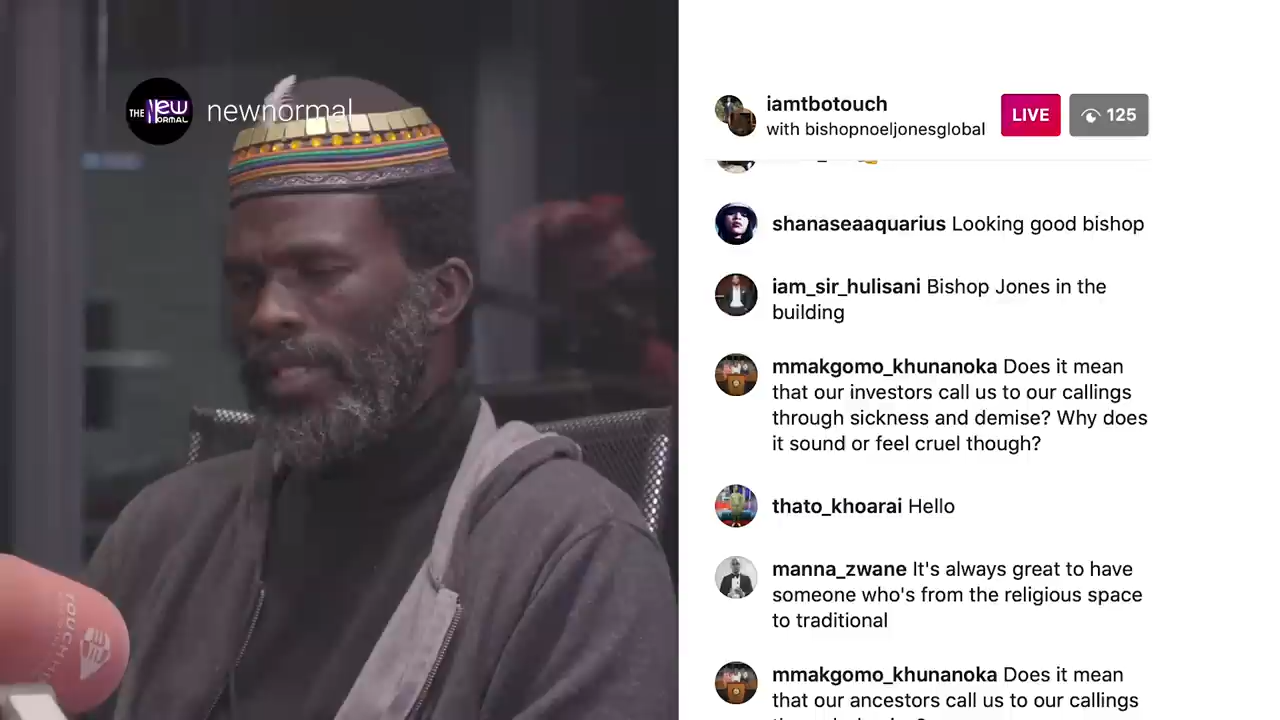 THE NEW NORMAL
newnormal
TOUCH
iamtbotouch
with bishopnoeljonesglobal
LIVE
125
shanaseaaquarius Looking good bishop
iam_sir_hulisani Bishop Jones in the
building
mmakgomo_khunanoka Does it mean
that our investors call us to our callings
through sickness and demise? Why does
it sound or feel cruel though?
thato_khoarai Hello
manna_zwane It's always great to have
someone who's from the religious space
to traditional
mmakgomo_khunanoka Does it mean
that our ancestors call us to our callings